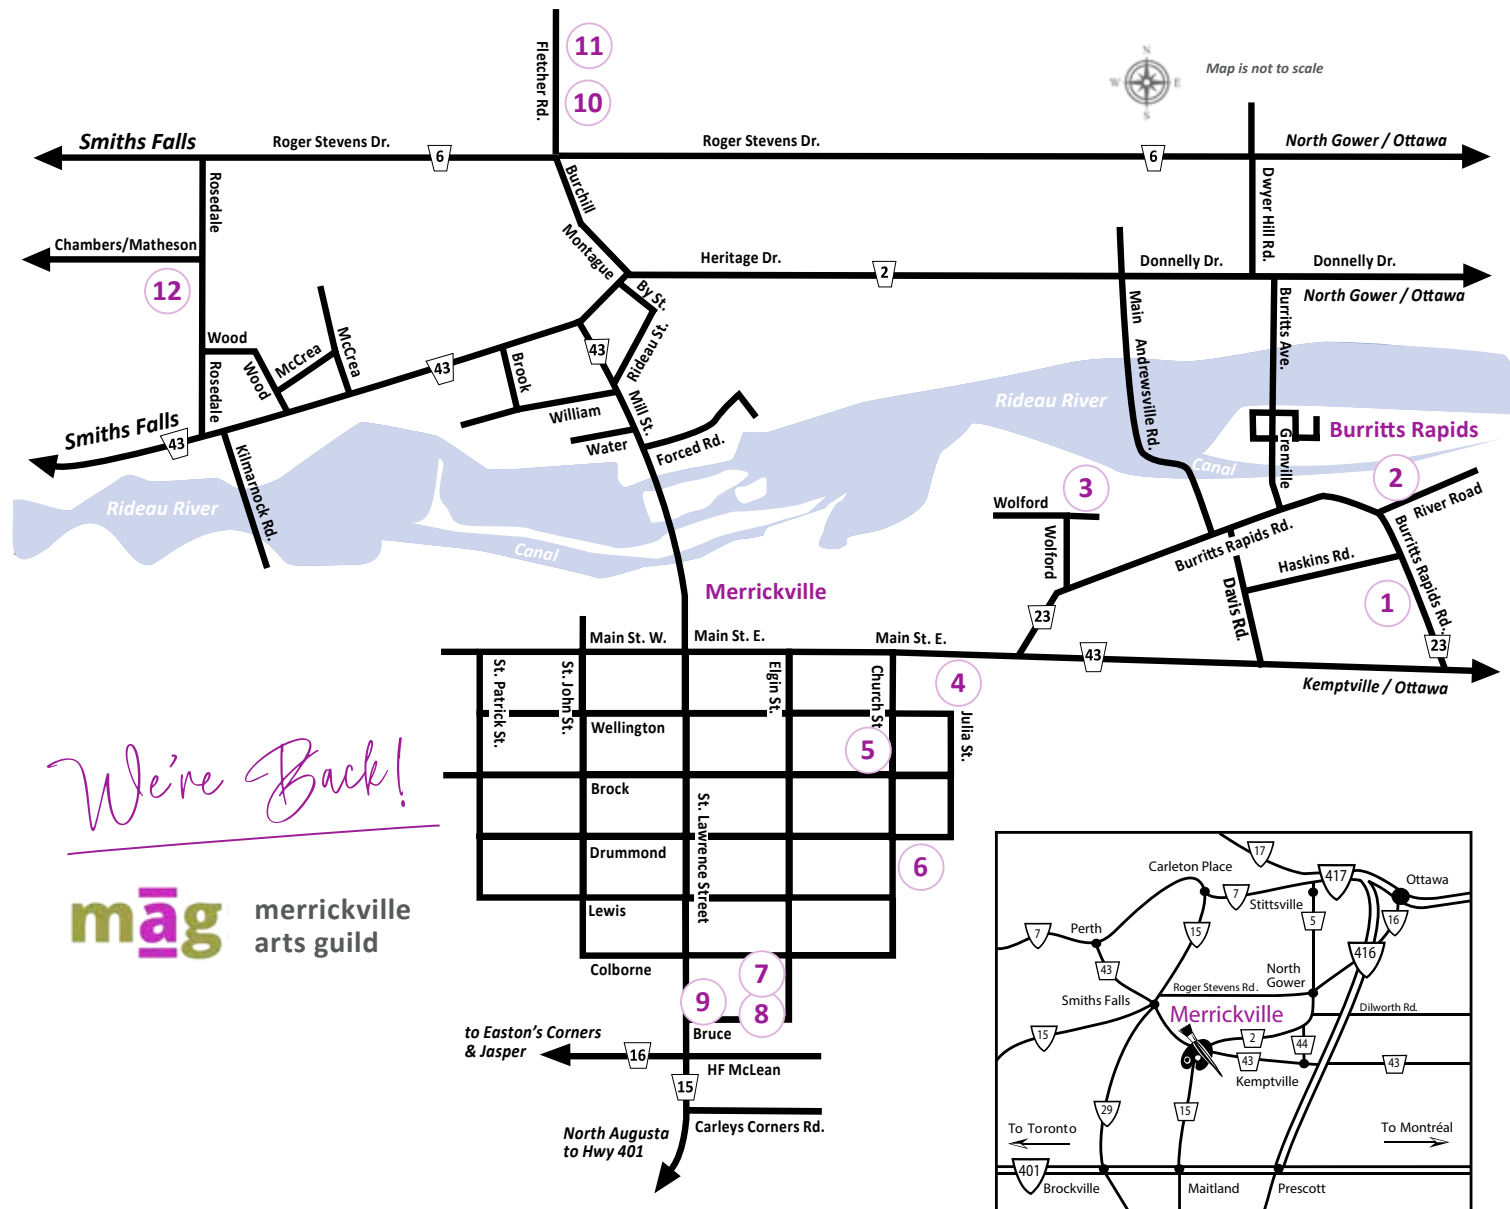 11
Fletcher Rd.
10
N
W
E
S
Map is not to scale
Smiths Falls
Roger Stevens Dr.
6
Roger Stevens Dr.
6
North Gower / Ottawa
Rosedale
Burchill
Dwyer Hill Rd.
Chambers/Matheson
Montague
Heritage Dr.
2
Donnelly Dr.
Donnelly Dr.
North Gower / Ottawa
12
By St.
Main
Burritts Ave.
Wood
McCrea
McCrea
43
Brook
43
Rideau St.
Andrewsville Rd.
Rosedale
Wood
William
Mill St.
Rideau River
Smiths Falls
43
Water
Forced Rd.
Grenville
Burritts Rapids
Kilmarnock Rd.
Canal
2
3
River Road
Rideau River
Wolford
Wolford
Canal
Burritts Rapids Rd.
Haskins Rd.
Burritts Rapids Rd.
Davis Rd.
1
Merrickville
23
23
Main St. W.
Main St. E.
Main St. E.
43
Kemptville / Ottawa
St. Patrick St.
St. John St.
Elgin St.
Church St.
4
Julia St.
Wellington
5
We're Back!
Brock
St. Lawrence Street
Drummond
6
mag
merrickville
arts guild
Lewis
Colborne
7
9
8
Bruce
to Easton's Corners
& Jasper
16
HF McLean
15
Carleys Corners Rd.
North Augusta
to Hwy 401
17
Carleton Place
417
Ottawa
7
Stittsville
5
16
Perth
7
15
43
416
North
Gower
Smiths Falls
Roger Stevens Rd.
Merrickville
Dilworth Rd.
15
2
44
43
43
Kemptville
29
15
To Toronto
To Montréal
401
Brockville
Maitland
Prescott